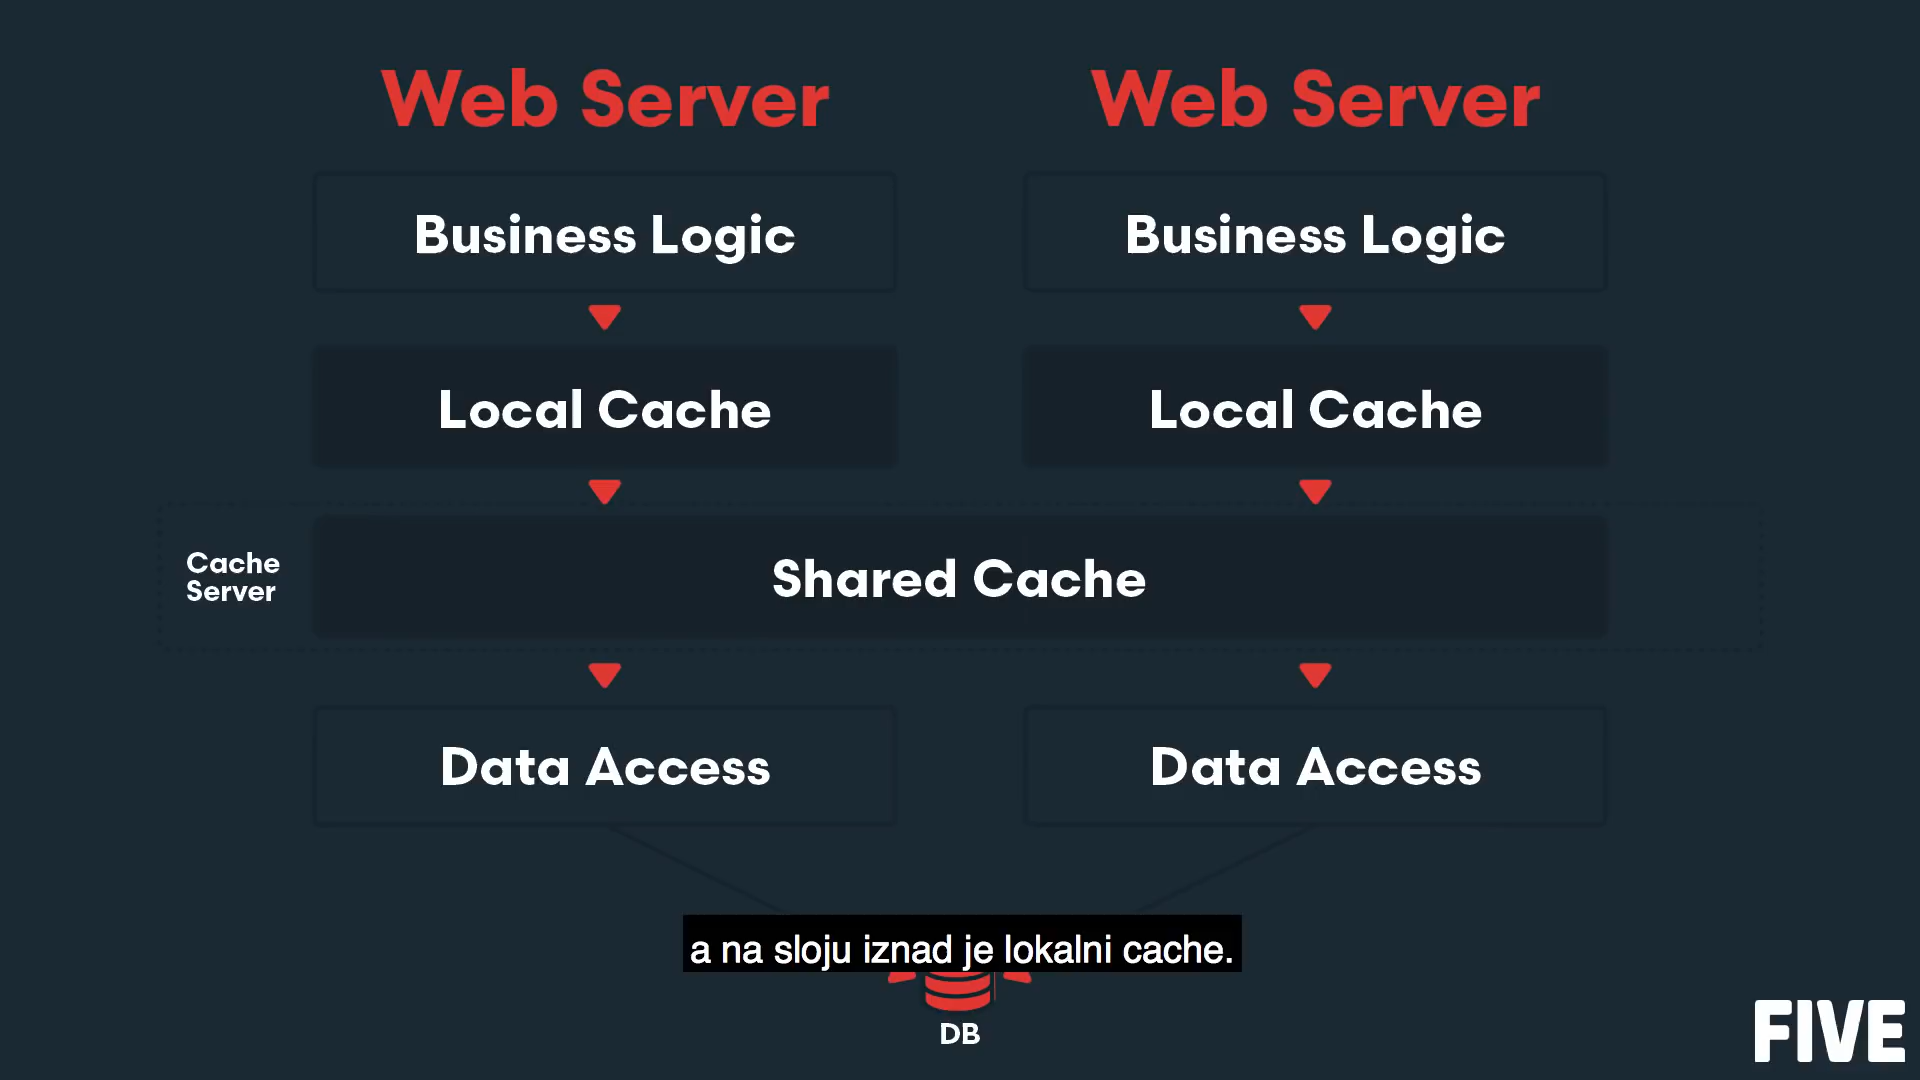 Web Server
Web Server
Business Logic
Business Logic
Local Cache
Local Cache
Cache
Server
Shared Cache
Data Access
Data Access
a na sloju iznad je lokalni cache.
DB
FIVE